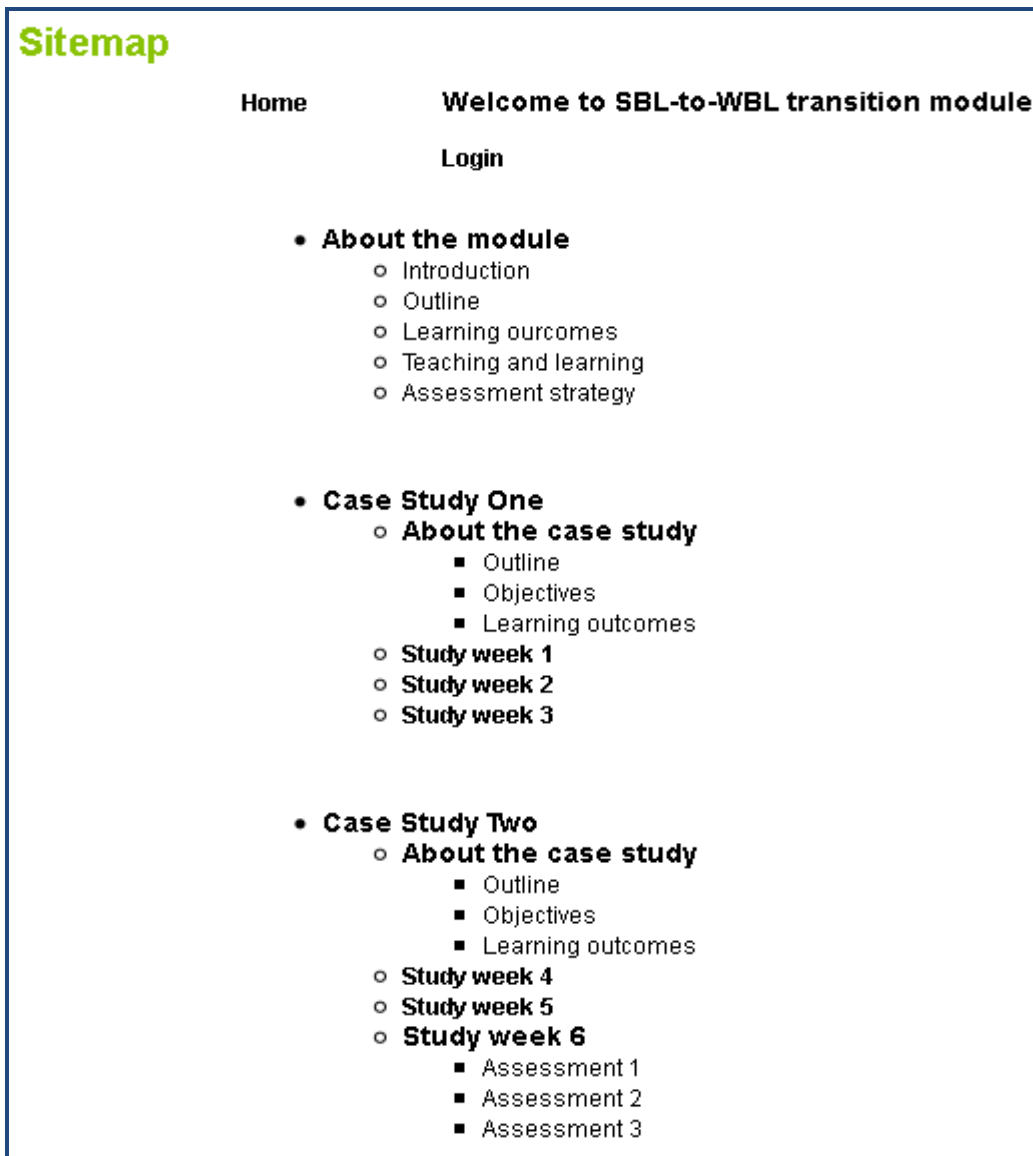 Sitemap
Home Welcome to SBL-to-WBL transition module
Login
• About the module
o Introduction
o Outline
o Learning ourcomes
o Teaching and learning
o Assessment strategy
• Case Study One
o About the case study
▪ Outline
▪ Objectives
▪ Learning outcomes
o Study week 1
o Study week 2
o Study week 3
• Case Study Two
o About the case study
▪ Outline
▪ Objectives
▪ Learning outcomes
o Study week 4
o Study week 5
o Study week 6
▪ Assessment 1
▪ Assessment 2
▪ Assessment 3